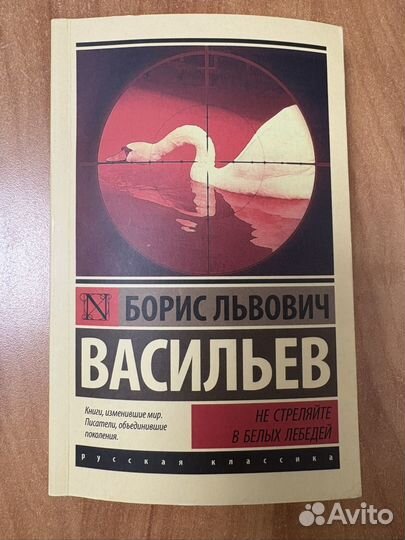 N
БОРИС ЛЬВОВИЧ
ВАСИЛЬЕВ
Книги, изменившие мир.
Писатели, объединившие
поколения.
НЕ СТРЕЛЯЙТЕ
В БЕЛЫХ ЛЕБЕДЕЙ
русская классика
Avito